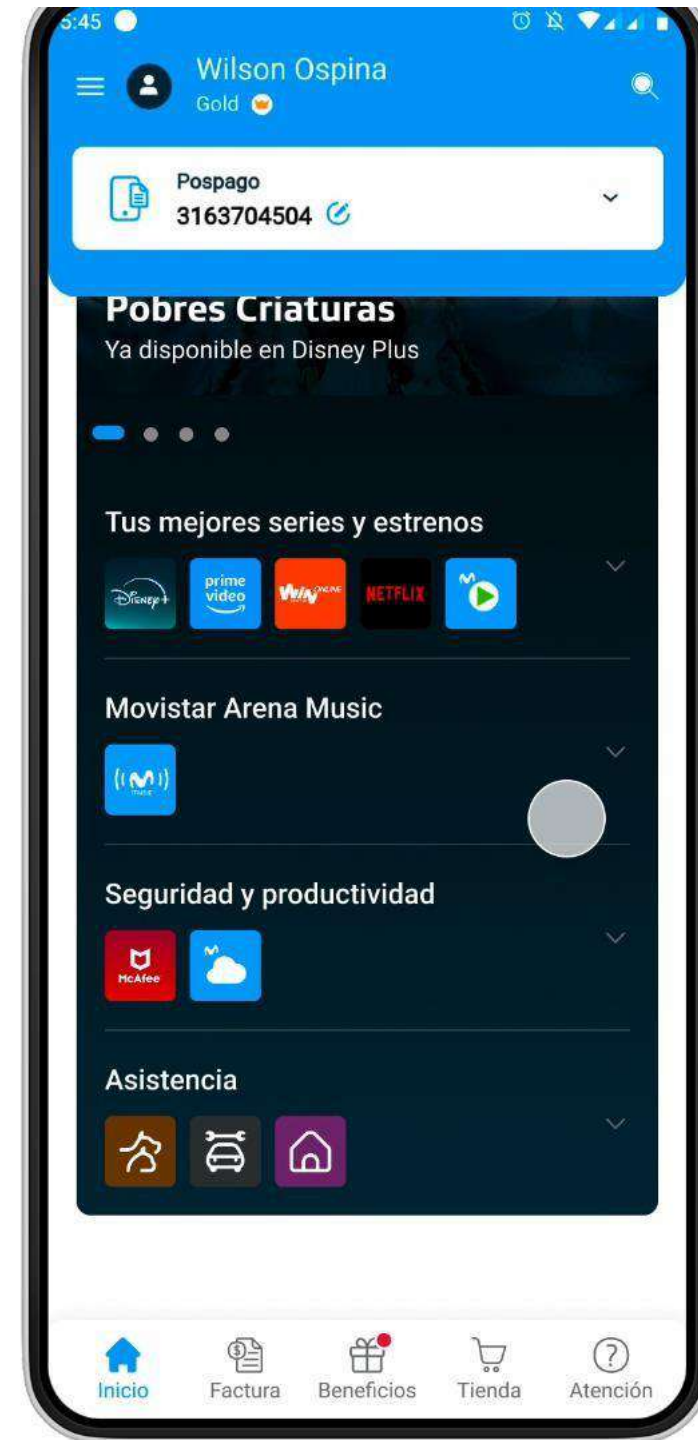 5:45
Wilson Ospina
Gold
Pospago
3163704504
Pobres Criaturas
Ya disponible en Disney Plus
Tus mejores series y estrenos
Disney+
prime
video
WIN ONLINE
NETFLIX
Movistar Arena Music
Seguridad y productividad
McAfee
Asistencia
Inicio
Factura
Beneficios
Tienda
Atención